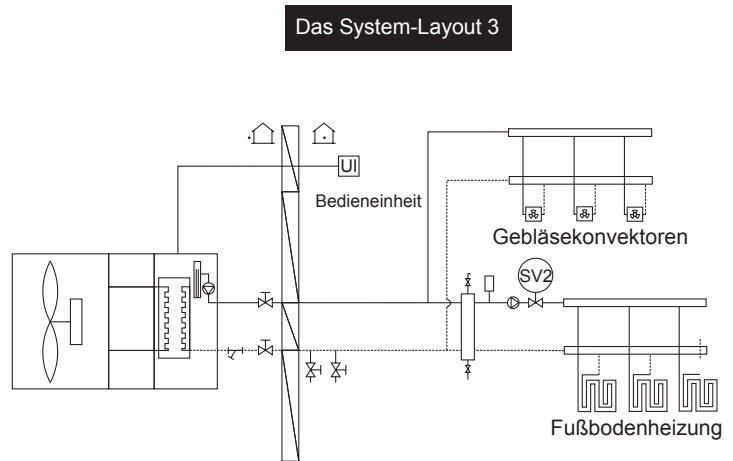 Das System-Layout 3
UI
Bedieneinheit
Gebläsekonvektoren
SV2
Fußbodenheizung